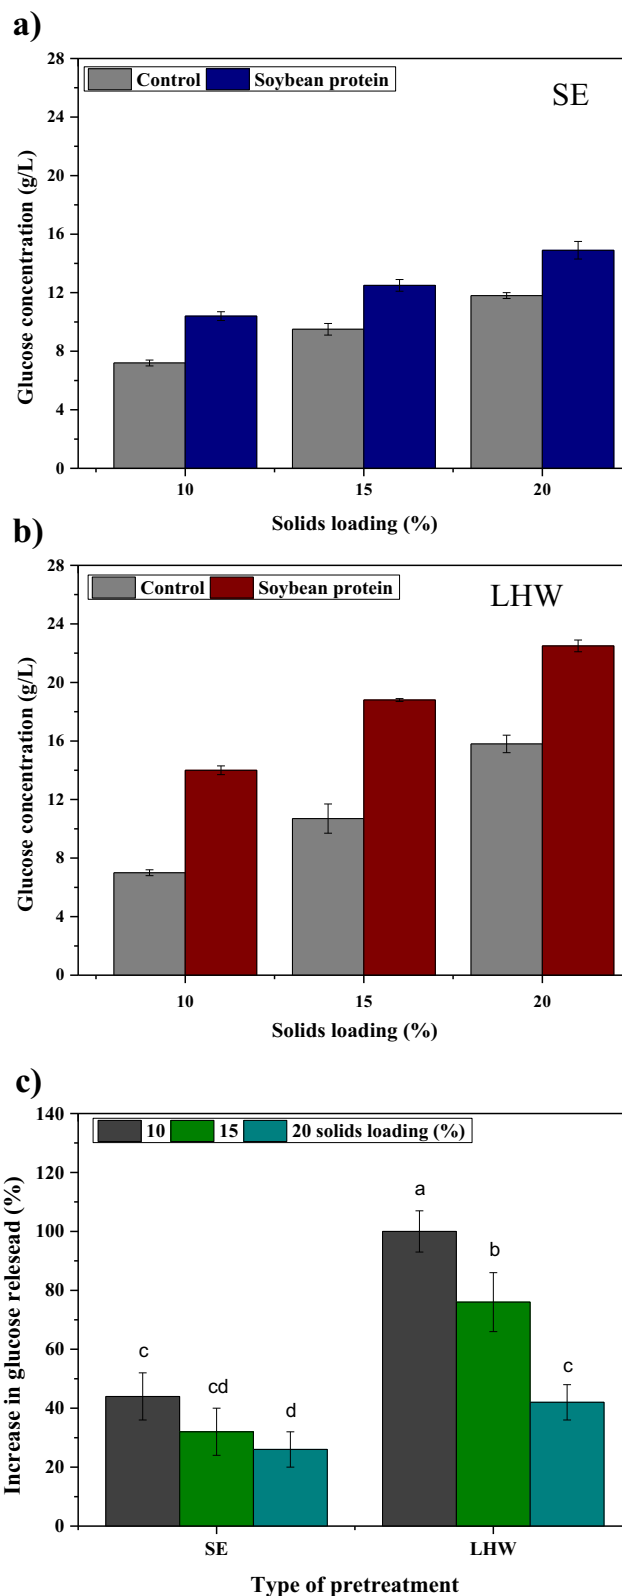 a)
28
24
20
16
12
8
4
0
Glucose concentration (g/L)
Control Soybean protein
SE
10 15 20
Solids loading (%)
b)
28
24
20
16
12
8
4
0
Glucose concentration (g/L)
Control Soybean protein
LHW
10 15 20
Solids loading (%)
c)
140
120
100
80
60
40
20
0
Increase in glucose relesead (%)
10 15 20 solids loading (%)
a
b
c
c
cd
d
SE LHW
Type of pretreatment